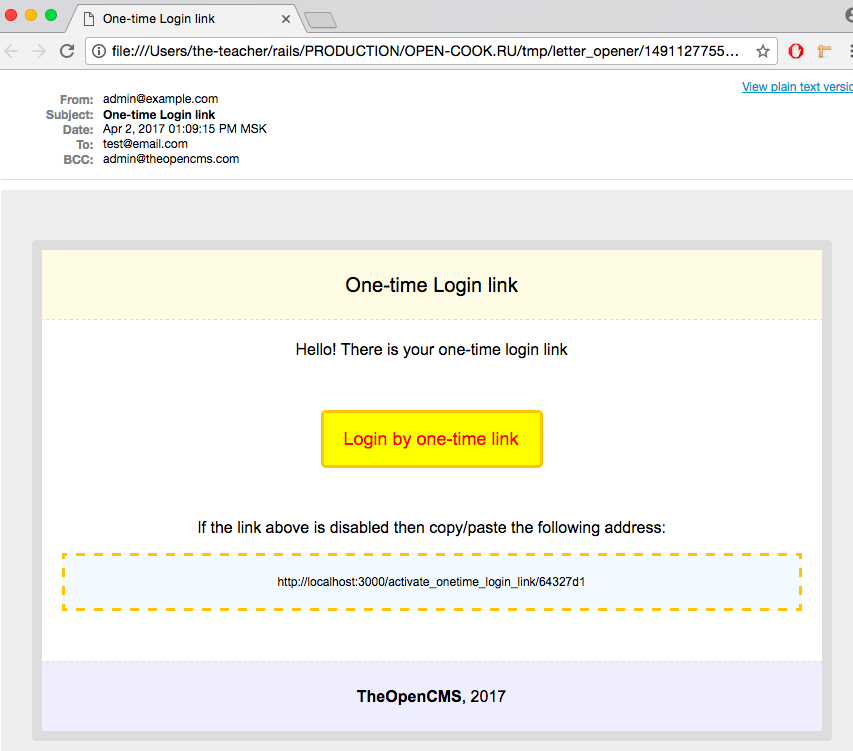 One-time Login link
file:///Users/the-teacher/rails/PRODUCTION/OPEN-COOK.RU/tmp/letter_opener/1491127755...
View plain text versio
From: admin@example.com
Subject: One-time Login link
Date: Apr 2, 2017 01:09:15 PM MSK
To: test@email.com
BCC: admin@theopencms.com
One-time Login link
Hello! There is your one-time login link
Login by one-time link
If the link above is disabled then copy/paste the following address:
http://localhost:3000/activate_onetime_login_link/64327d1
TheOpenCMS, 2017